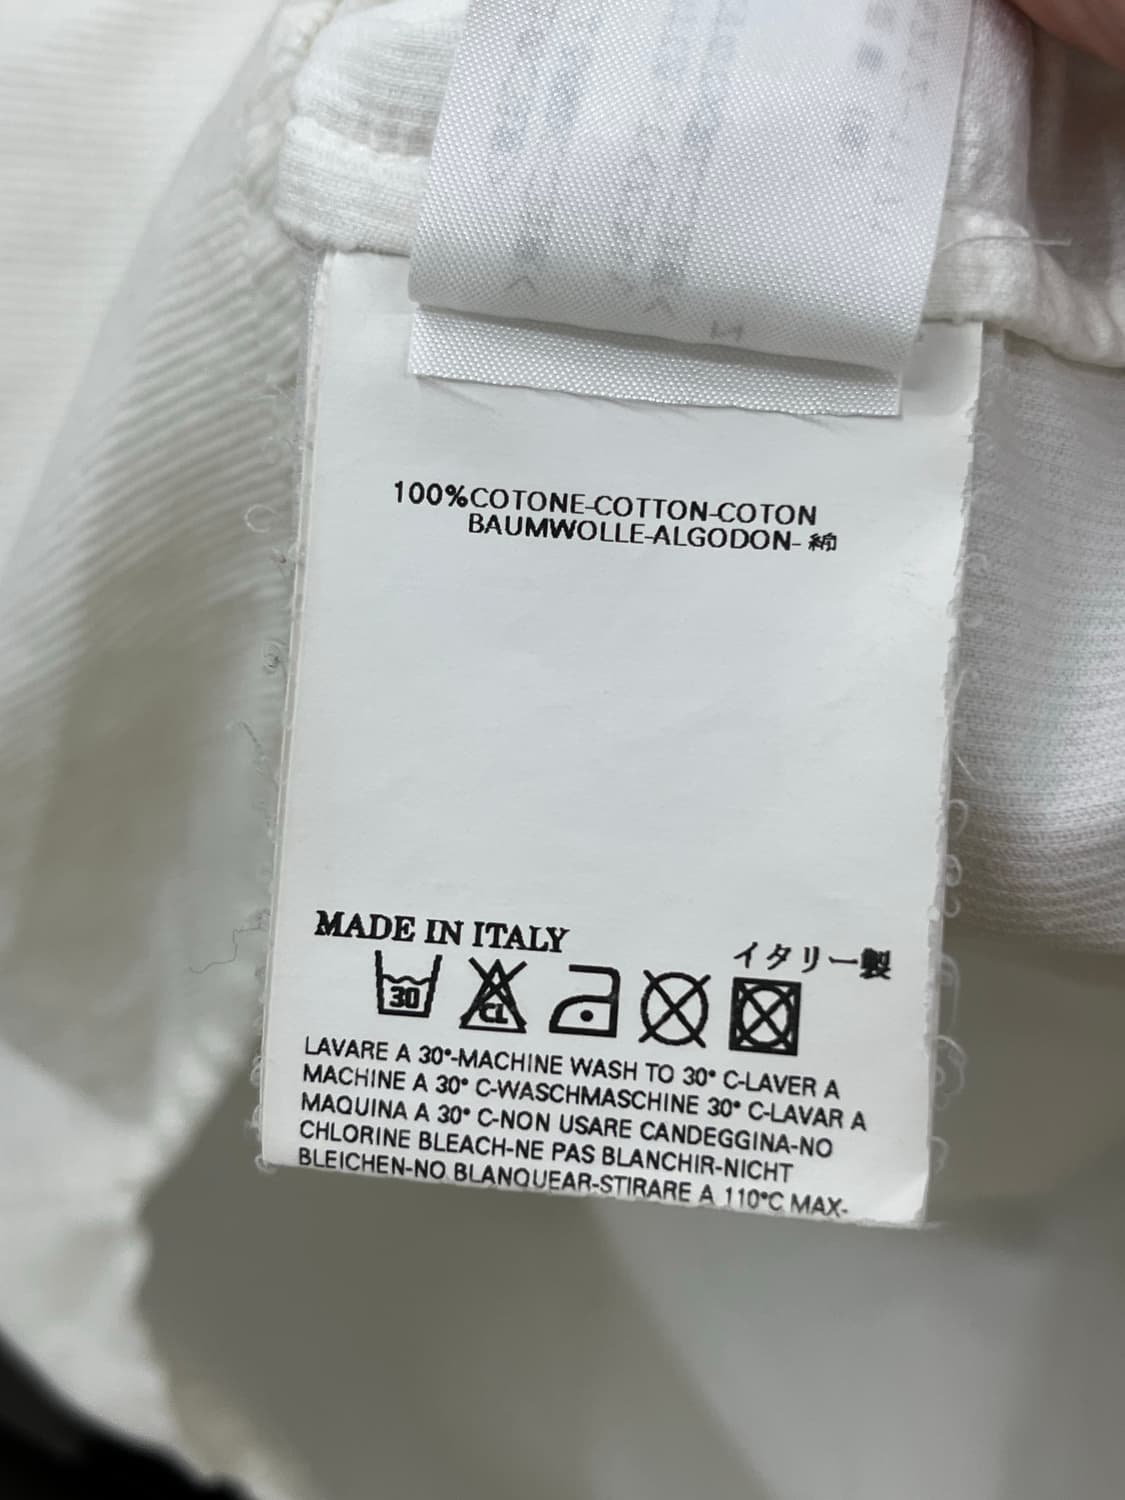 100%COTONE-COTTON-COTON
BAUMWOLLE-ALGODON-綿
MADE IN ITALY
イタリー製
30
CL
LAVARE A 30°-MACHINE WASH TO 30° C-LAVER A
MACHINE A 30° C-WASCHMASCHINE 30° C-LAVAR A
MAQUINA A 30° C-NON USARE CANDEGGINA-NO
CHLORINE BLEACH-NE PAS BLANCHIR-NICHT
BLEICHEN-NO BLANQUEAR-STIRARE A 110°C MAX-